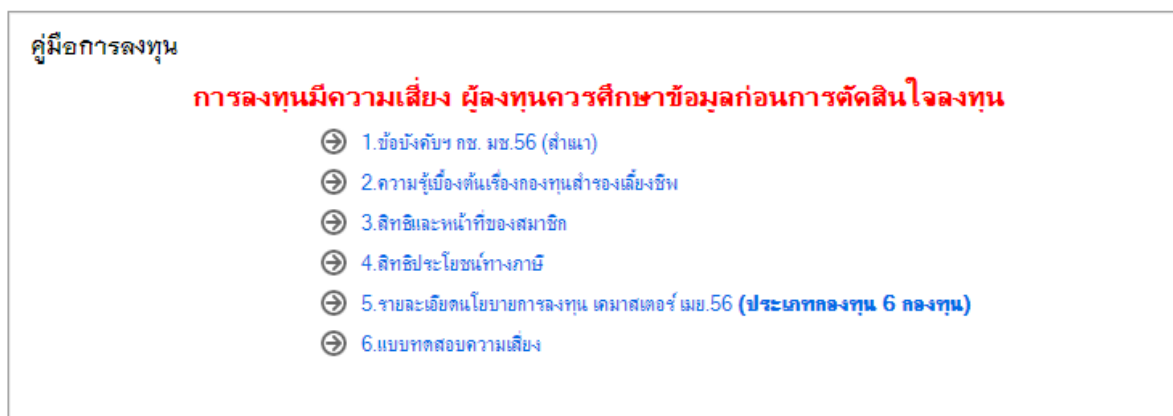 คู่มือการลงทุน
การลงทุนมีความเสี่ยง ผู้ลงทุนควรศึกษาข้อมูลก่อนการตัดสินใจลงทุน
1.ข้อบังคับฯ กช. มช.56 (สำเนา)
2.ความรู้เบื้องต้นเรื่องกองทุนสำรองเลี้ยงชีพ
3.สิทธิและหน้าที่ของสมาชิก
4.สิทธิประโยชน์ทางภาษี
5.รายละเอียดนโยบายการลงทุน เคมาสเตอร์ เมย.56 (ประเภทกองทุน 6 กองทุน)
6.แบบทดสอบความเสี่ยง